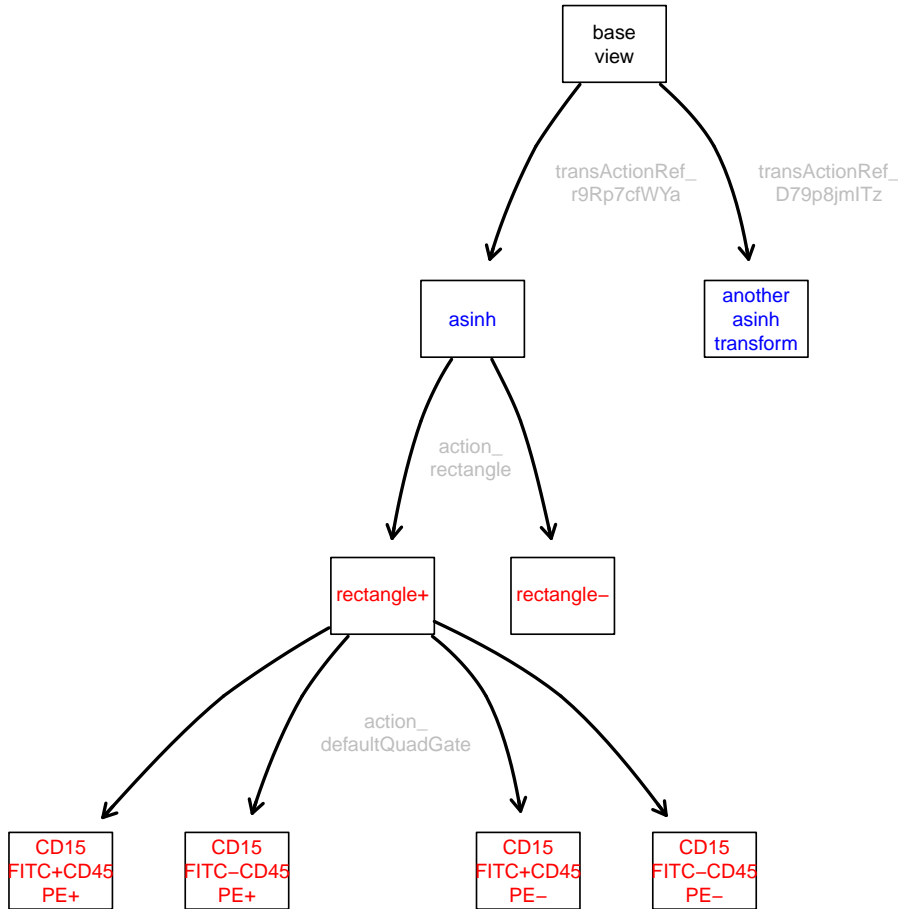 base
view
transActionRef_
r9Rp7cfWYa
transActionRef_
D79p8jmITz
asinh
another
asinh
transform
action_
rectangle
rectangle+
rectangle−
action_
defaultQuadGate
CD15
FITC+CD45
PE+
CD15
FITC−CD45
PE+
CD15
FITC+CD45
PE−
CD15
FITC−CD45
PE−